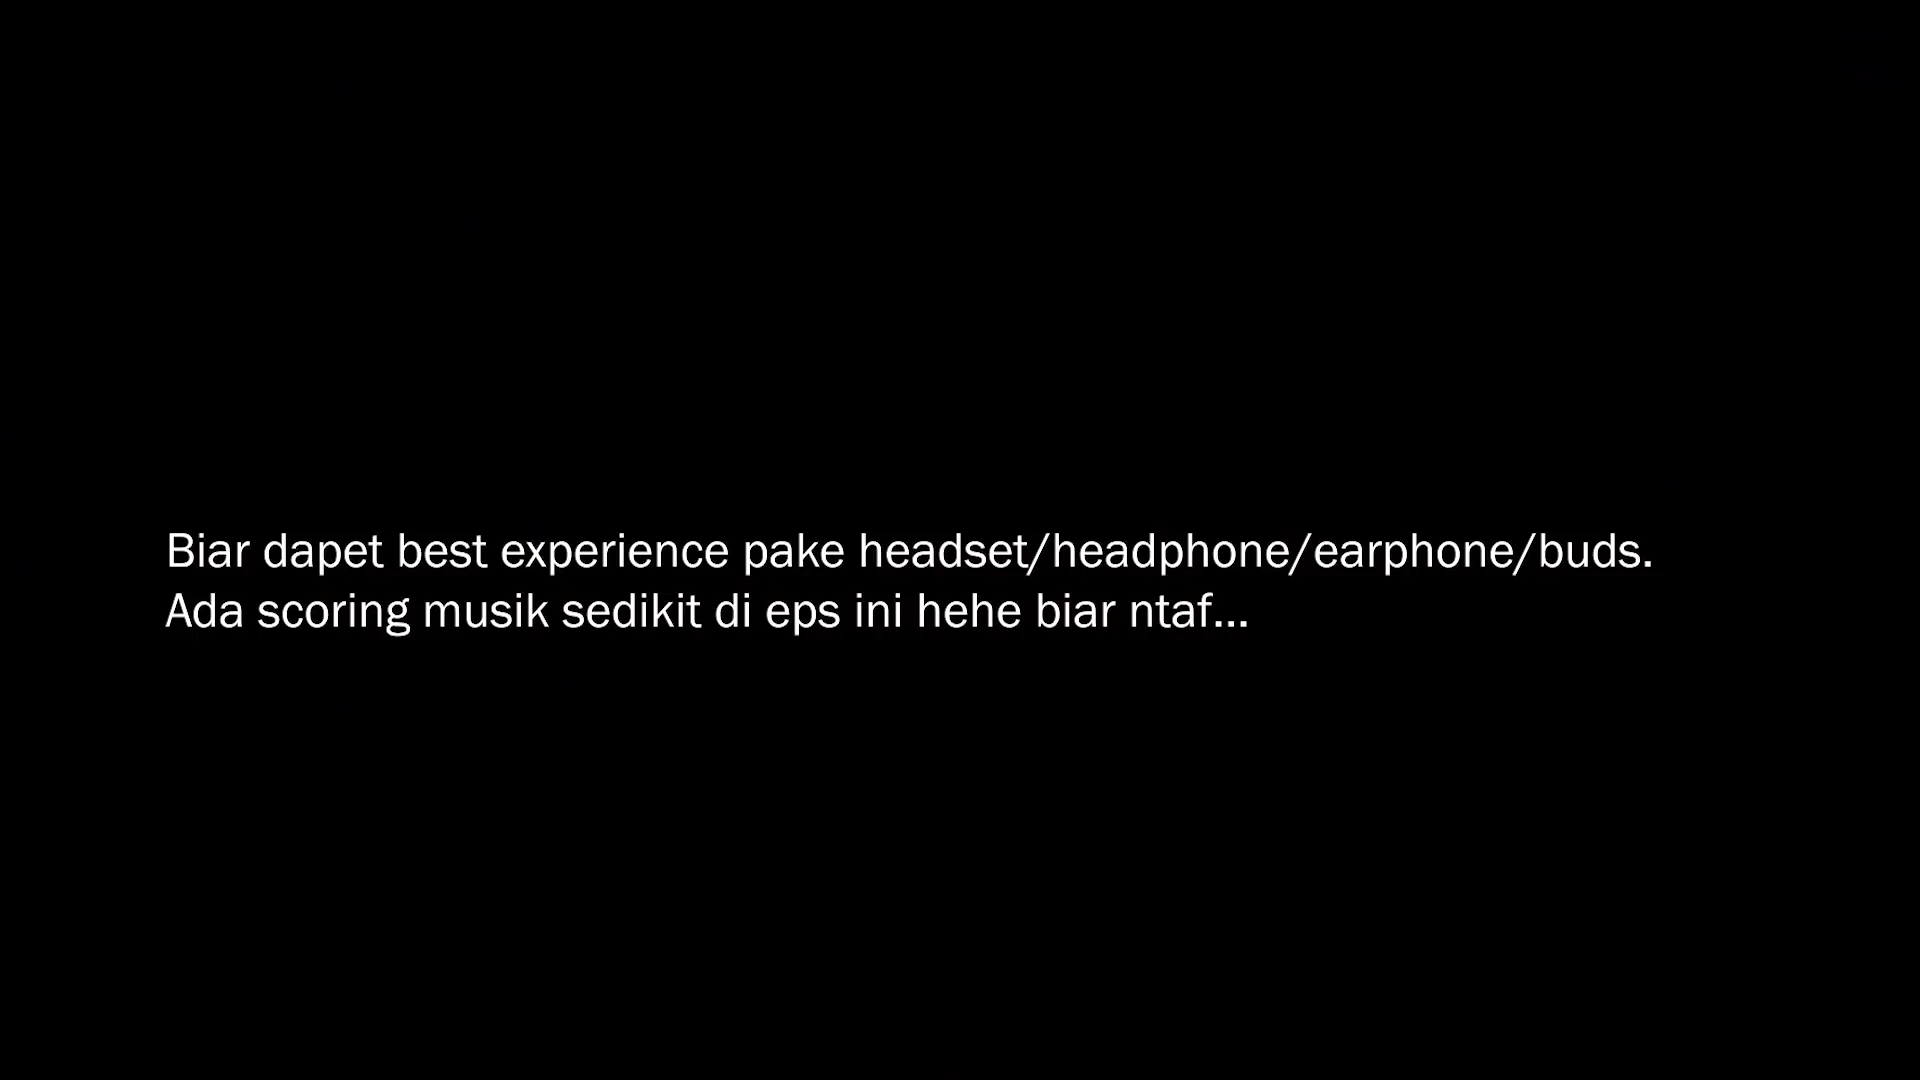 Biar dapet best experience pake headset/headphone/earphone/buds.
Ada scoring musik sedikit di eps ini hehe biar ntaf...